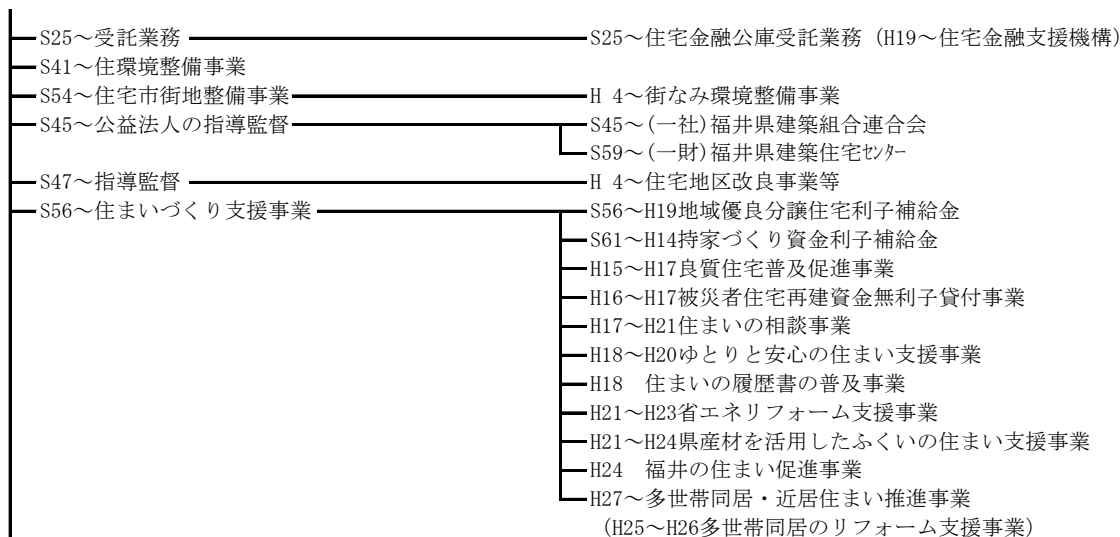 S25～受託業務 S25～住宅金融公庫受託業務（H19～住宅金融支援機構）
S41～住環境整備事業
S54～住宅市街地整備事業 H 4～街なみ環境整備事業
S45～公益法人の指導監督 S45～(一社)福井県建築組合連合会
S59～(一財)福井県建築住宅ｾﾝﾀｰ
S47～指導監督 H 4～住宅地区改良事業等
S56～住まいづくり支援事業 S56～H19地域優良分譲住宅利子補給金
S61～H14持家づくり資金利子補給金
H15～H17良質住宅普及促進事業
H16～H17被災者住宅再建資金無利子貸付事業
H17～H21住まいの相談事業
H18～H20ゆとりと安心の住まい支援事業
H18　住まいの履歴書の普及事業
H21～H23省エネリフォーム支援事業
H21～H24県産材を活用したふくいの住まい支援事業
H24　福井の住まい促進事業
H27～多世帯同居・近居住まい推進事業
（H25～H26多世帯同居のリフォーム支援事業）